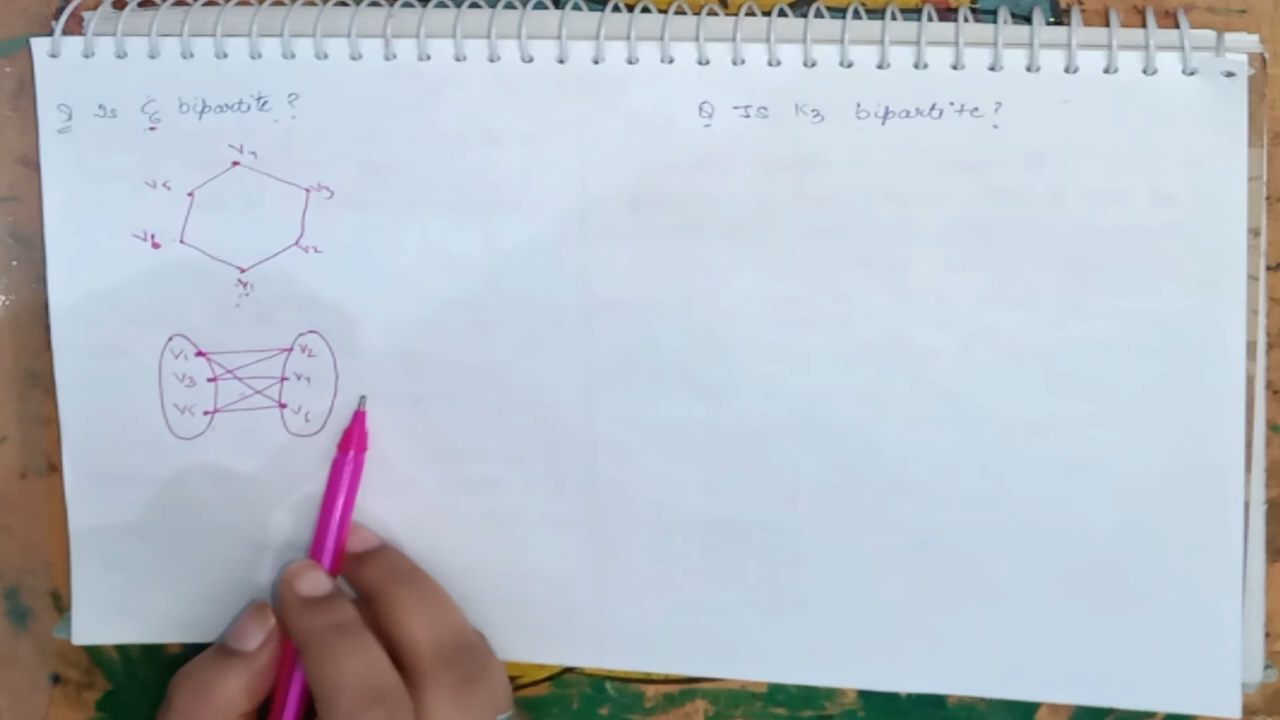 Q Is C6 bipartite ?
V4
V5 V3
V6 V2
V1
V1 V2
V3 V4
V5 V6
Q IS K3 bipartite?